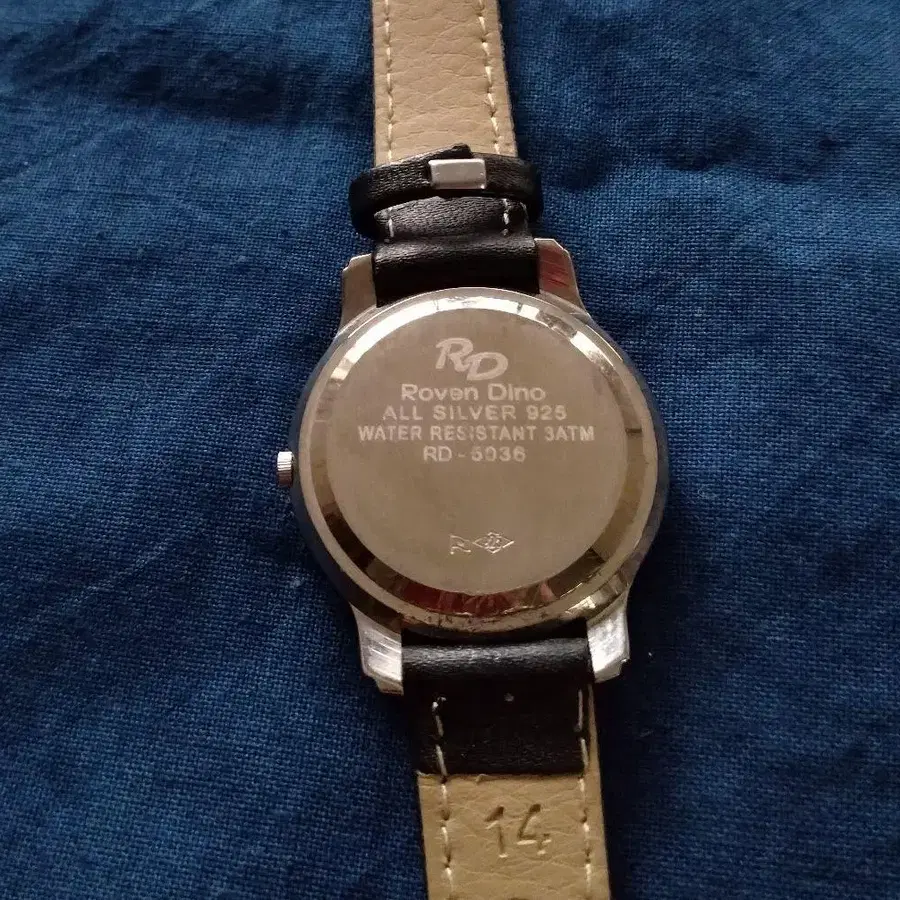 RD
Roven Dino
ALL SILVER 925
WATER RESISTANT 3ATM
RD - 5036
14